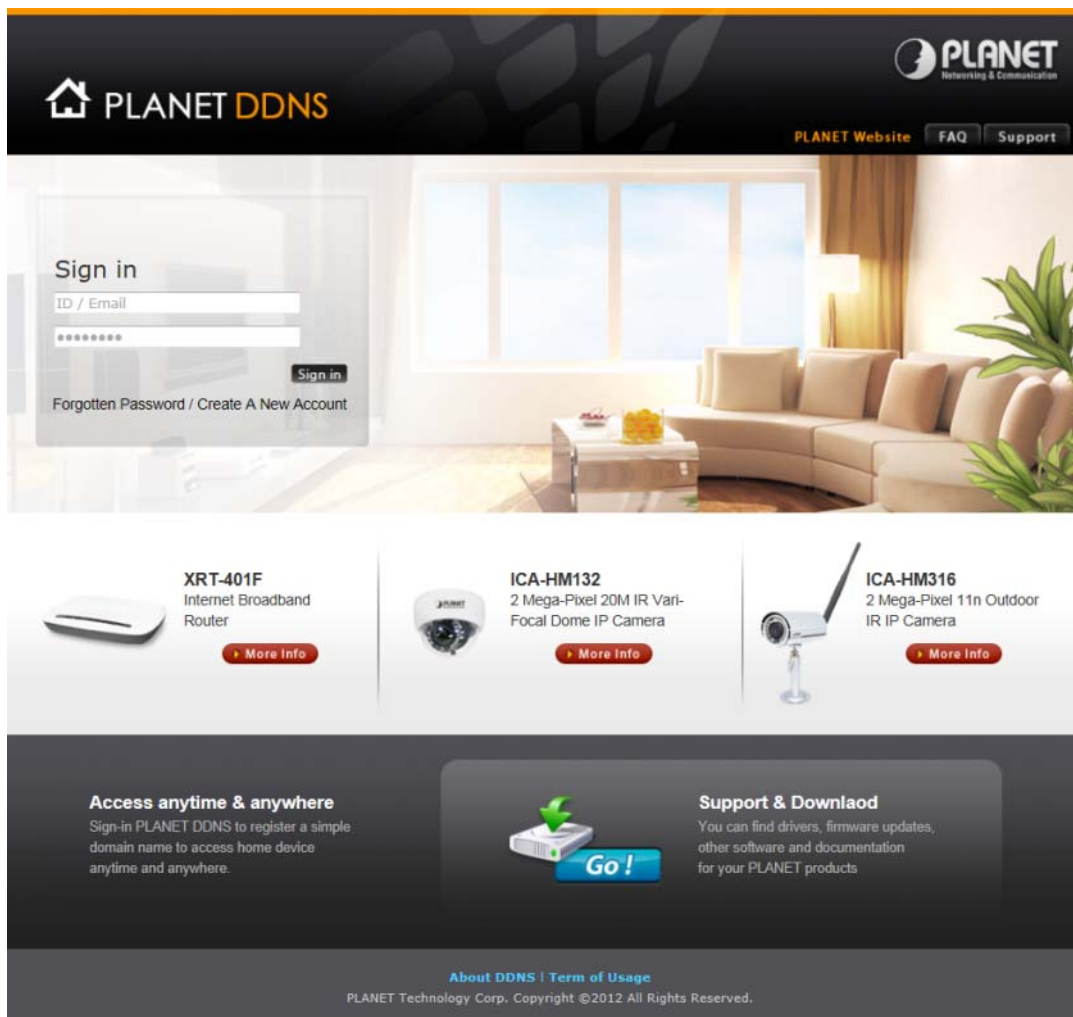 PLANET
Networking & Communication
PLANET DDNS
PLANET Website
FAQ
Support
Sign in
ID / Email
Sign in
Forgotten Password / Create A New Account
XRT-401F
Internet Broadband
Router
More Info
ICA-HM132
2 Mega-Pixel 20M IR Vari-
Focal Dome IP Camera
More Info
PLANET
ICA-HM316
2 Mega-Pixel 11n Outdoor
IR IP Camera
More Info
Access anytime & anywhere
Sign-in PLANET DDNS to register a simple
domain name to access home device
anytime and anywhere.
Go !
Support & Downlaod
You can find drivers, firmware updates,
other software and documentation
for your PLANET products
About DDNS | Term of Usage
PLANET Technology Corp. Copyright ©2012 All Rights Reserved.